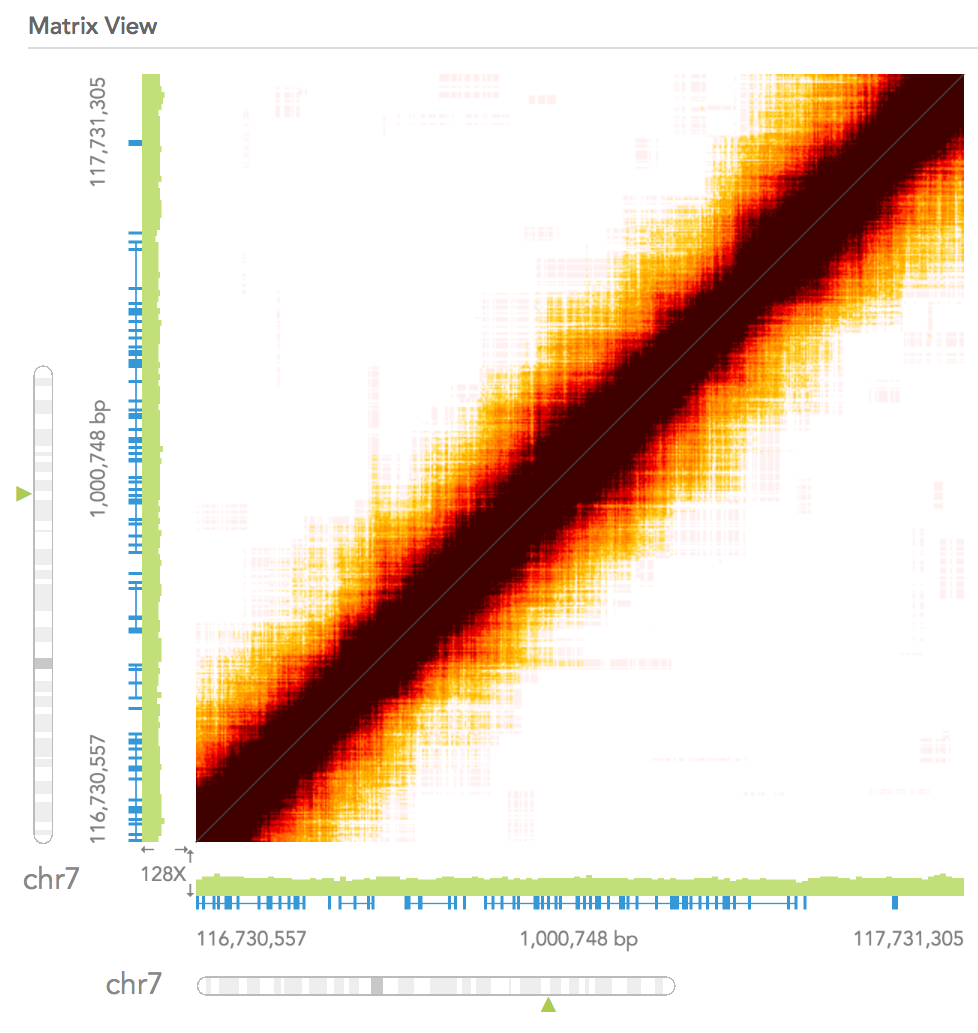 Matrix View
117,731,305
1,000,748 bp
116,730,557
chr7
128X
116,730,557
1,000,748 bp
117,731,305
chr7